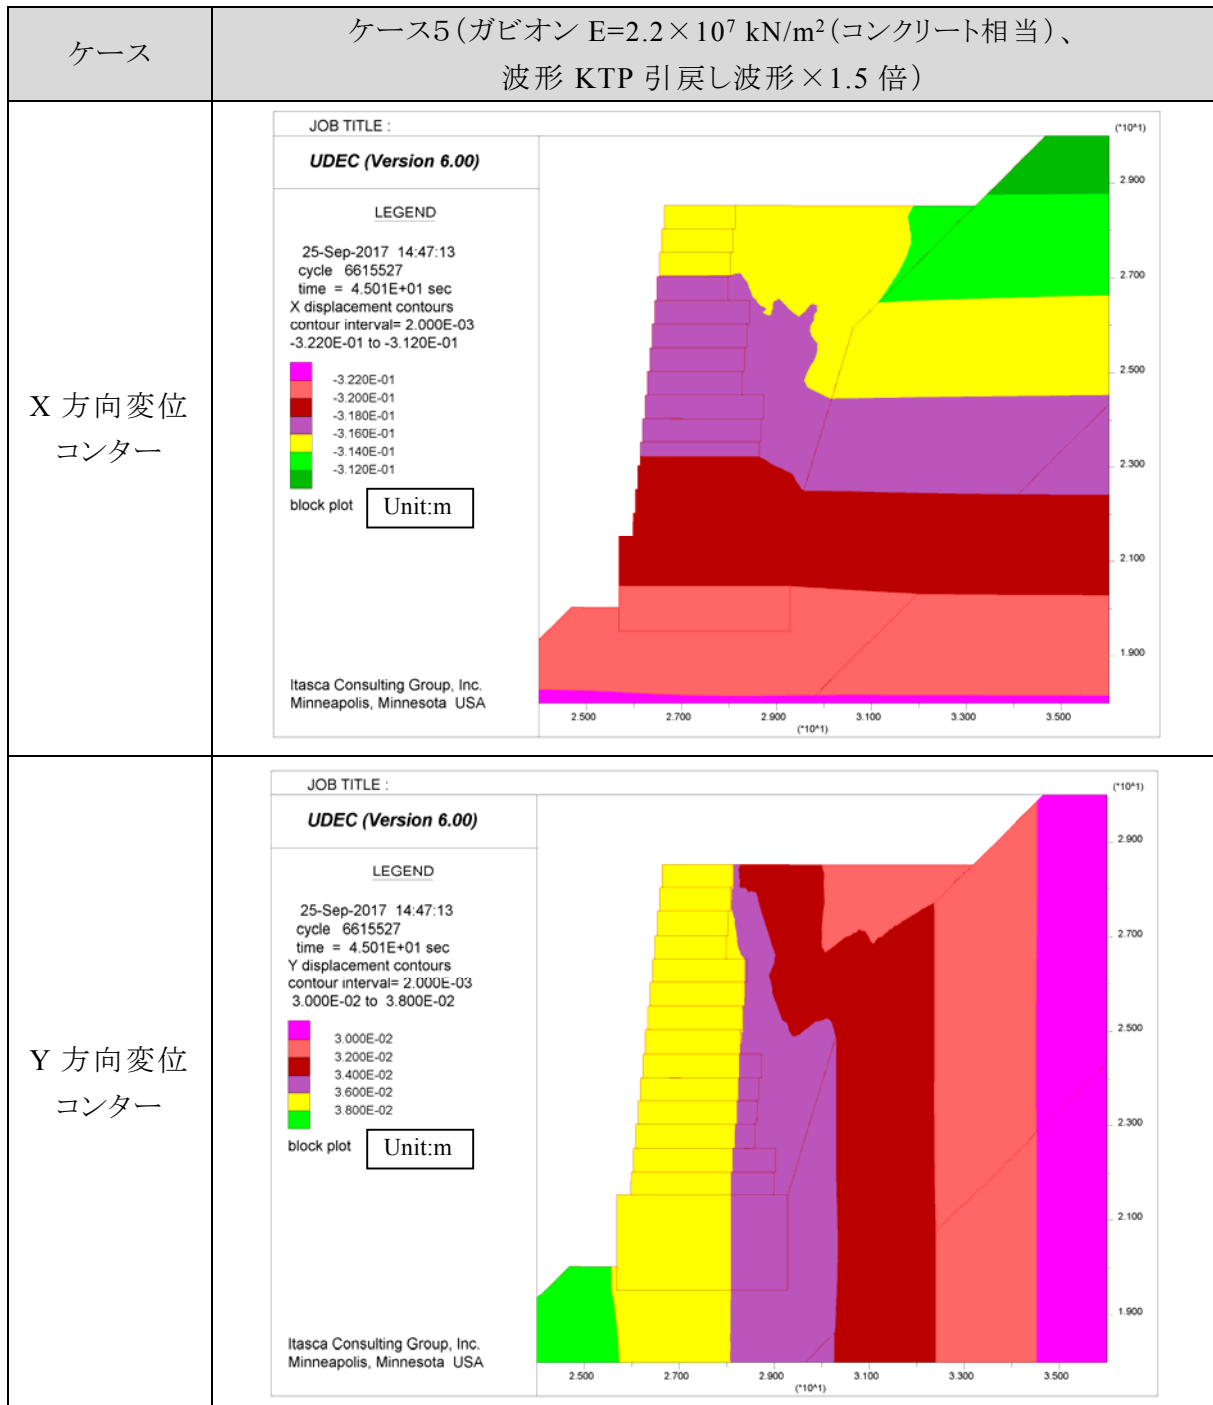 ケース
ケース5(ガビオン E=2.2×10⁷ kN/m²(コンクリート相当)、
波形 KTP 引戻し波形×1.5 倍)
X 方向変位
コンター
JOB TITLE :
UDEC (Version 6.00)
LEGEND
25-Sep-2017 14:47:13
cycle 6615527
time = 4.501E+01 sec
X displacement contours
contour interval= 2.000E-03
-3.220E-01 to -3.120E-01
-3.220E-01
-3.200E-01
-3.180E-01
-3.160E-01
-3.140E-01
-3.120E-01
block plot
Unit:m
Itasca Consulting Group, Inc.
Minneapolis, Minnesota USA
(*10^1)
2.900
2.700
2.500
2.300
2.100
1.900
2.500 2.700 2.900 3.100 3.300 3.500
(*10^1)
Y 方向変位
コンター
JOB TITLE :
UDEC (Version 6.00)
LEGEND
25-Sep-2017 14:47:13
cycle 6615527
time = 4.501E+01 sec
Y displacement contours
contour interval= 2.000E-03
3.000E-02 to 3.800E-02
3.000E-02
3.200E-02
3.400E-02
3.600E-02
3.800E-02
block plot
Unit:m
Itasca Consulting Group, Inc.
Minneapolis, Minnesota USA
(*10^1)
2.900
2.700
2.500
2.300
2.100
1.900
2.500 2.700 2.900 3.100 3.300 3.500
(*10^1)